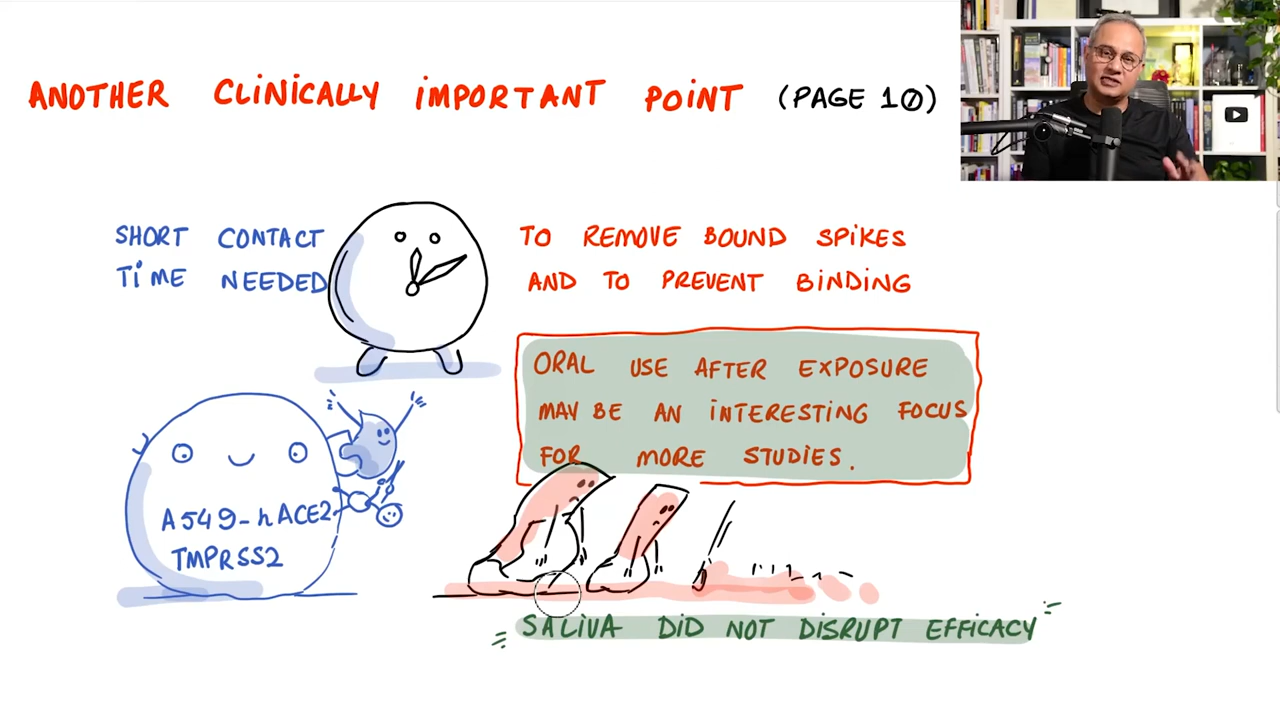 ANOTHER CLINICALLY IMPORTANT POINT (PAGE 10)
SHORT CONTACT
TIME NEEDED
TO REMOVE BOUND SPIKES
AND TO PREVENT BINDING
ORAL USE AFTER EXPOSURE
MAY BE AN INTERESTING FOCUS
FOR MORE STUDIES.
A549-hACE2
TMPRSS2
SALIVA DID NOT DISRUPT EFFICACY